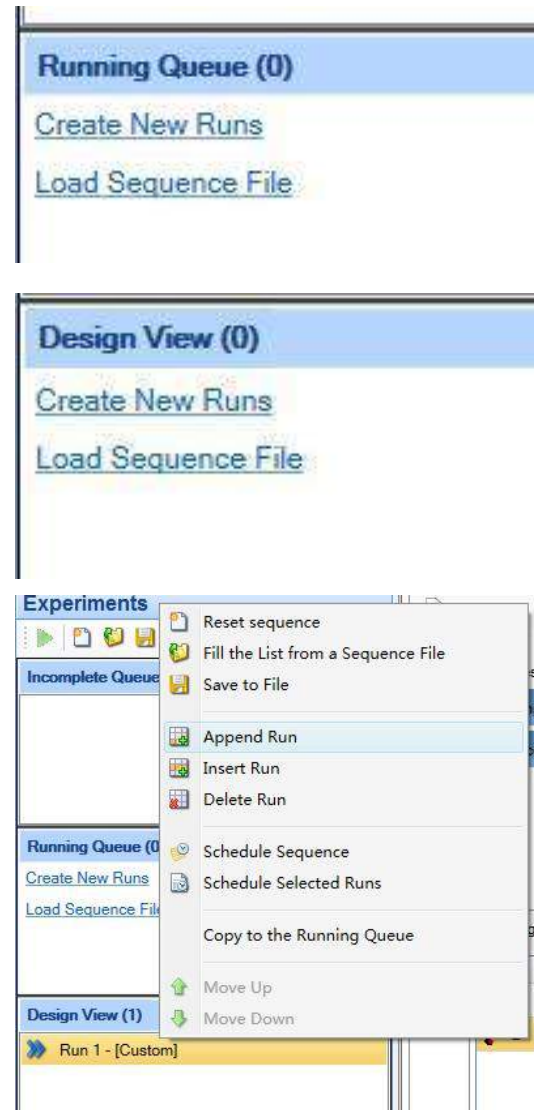 Running Queue (0)
Create New Runs
Load Sequence File
Design View (0)
Create New Runs
Load Sequence File
Experiments
Incomplete Queue
Running Queue (0
Create New Runs
Load Sequence File
Design View (1)
Run 1 - [Custom]
Reset sequence
Fill the List from a Sequence File
Save to File
Append Run
Insert Run
Delete Run
Schedule Sequence
Schedule Selected Runs
Copy to the Running Queue
Move Up
Move Down